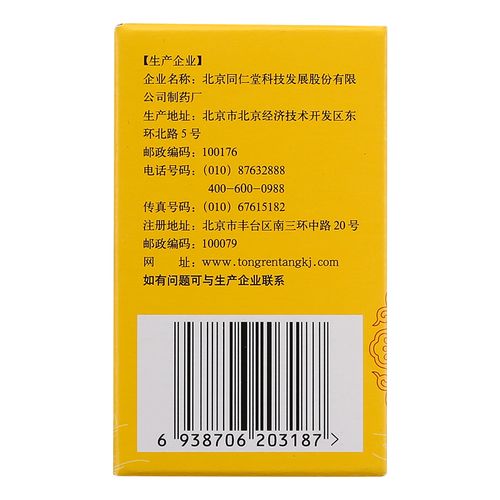 【生产企业】
企业名称：北京同仁堂科技发展股份有限
公司制药厂
生产地址：北京市北京经济技术开发区东
环北路5号
邮政编码：100176
电话号码：(010) 87632888
400-600-0988
传真号码：(010) 67615182
注册地址：北京市丰台区南三环中路20号
邮政编码：100079
网　　址：www.tongrentangkj.com
如有问题可与生产企业联系
6 938706 203187>